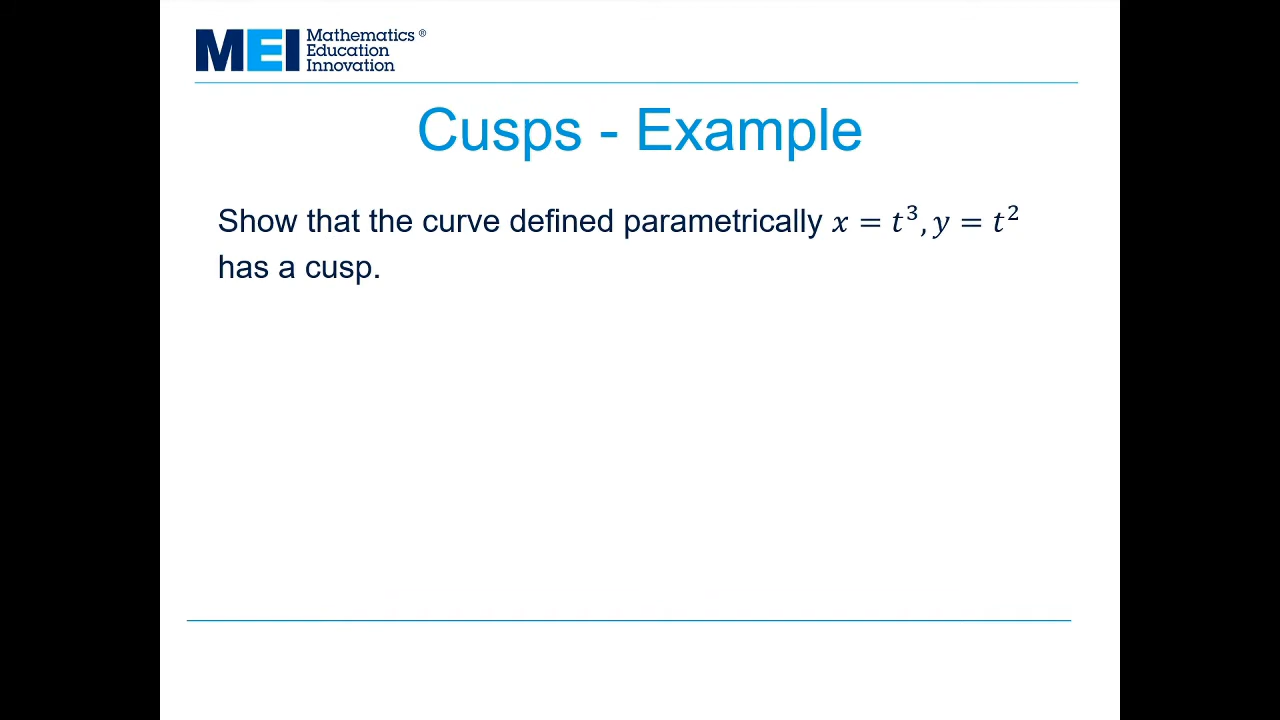 MEI Mathematics ®
Education
Innovation
Cusps - Example
Show that the curve defined parametrically 𝑥 = 𝑡³, 𝑦 = 𝑡²
has a cusp.